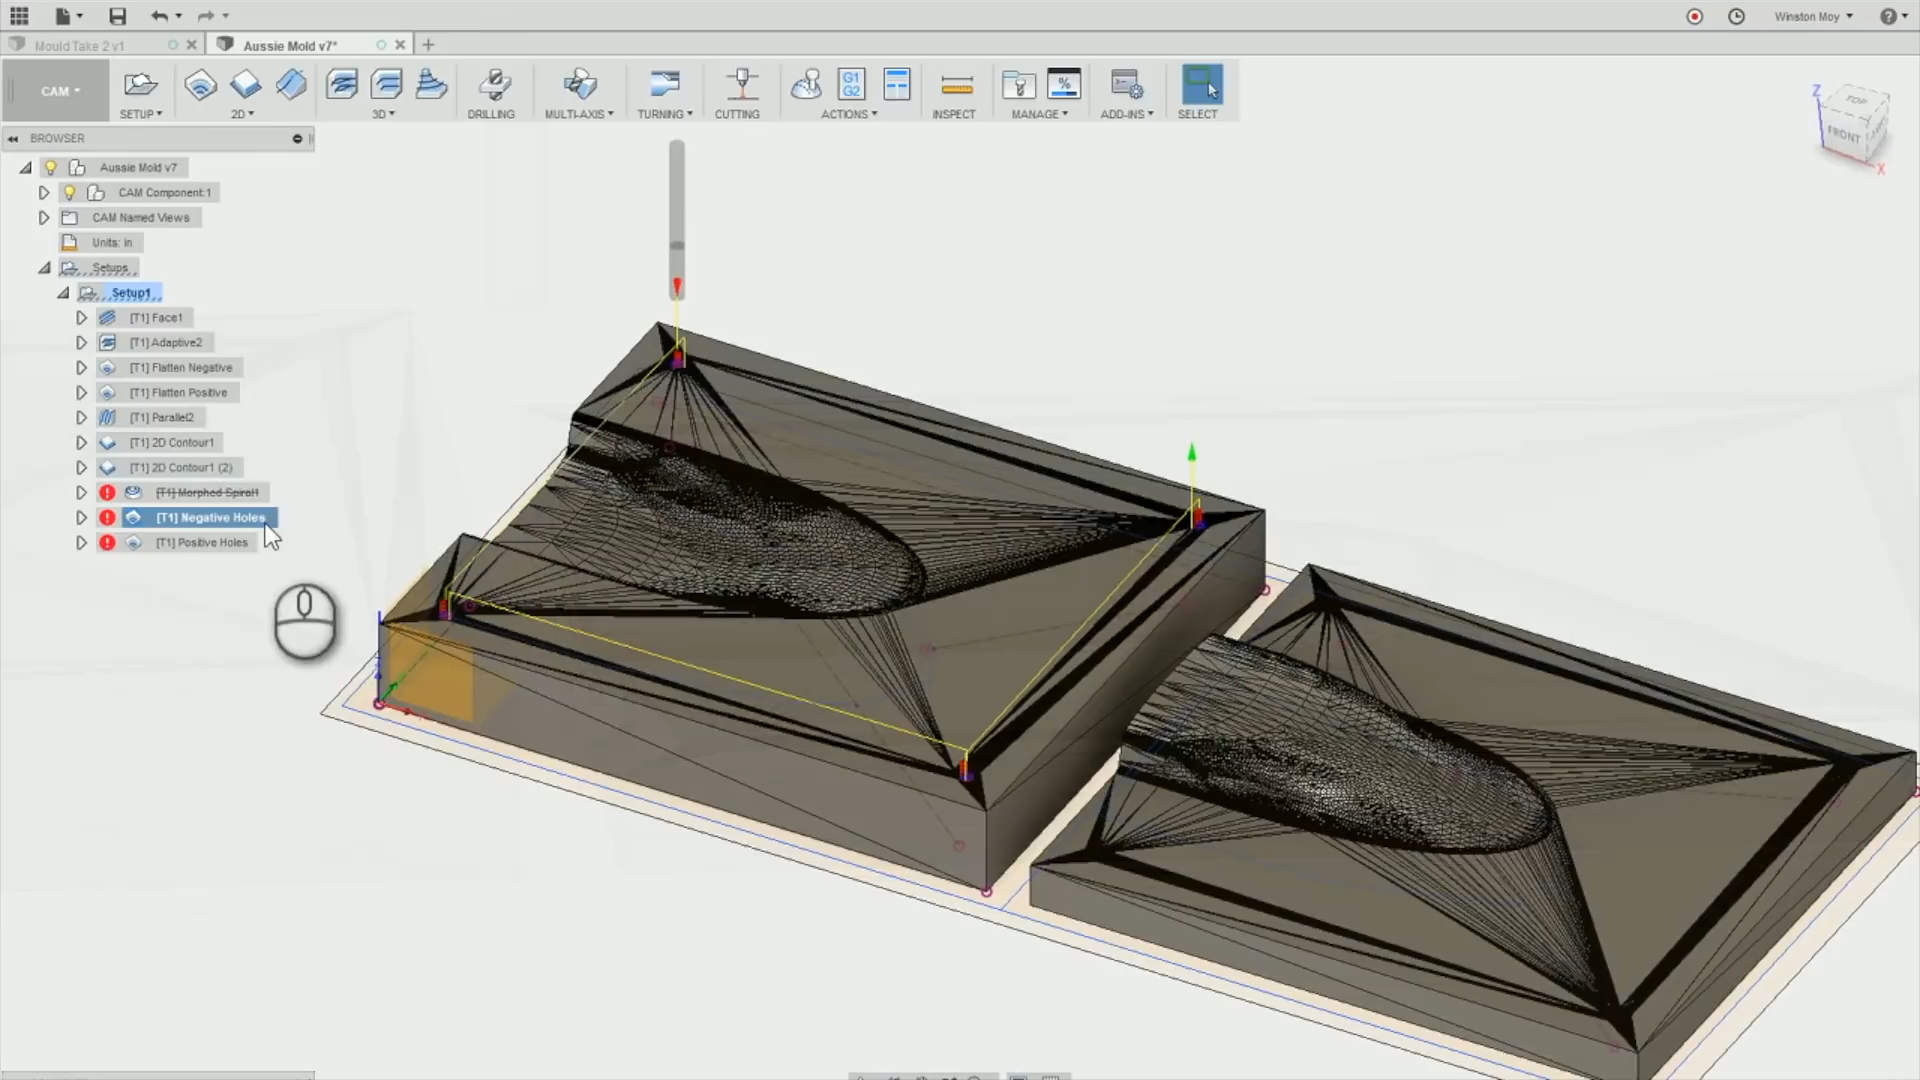 Winston Moy
Mould Take 2 v1
Aussie Mold v7*
CAM
SETUP
2D
3D
DRILLING
MULTI-AXIS
TURNING
CUTTING
G1
G2
ACTIONS
INSPECT
%
MANAGE
ADD-INS
SELECT
Z
TOP
FRONT
X
BROWSER
Aussie Mold v7
CAM Component:1
CAM Named Views
Units: in
Setups
Setup1
[T1] Face1
[T1] Adaptive2
[T1] Flatten Negative
[T1] Flatten Positive
[T1] Parallel2
[T1] 2D Contour1
[T1] 2D Contour1 (2)
[T1] Morphed Spiral1
[T1] Negative Holes
[T1] Positive Holes